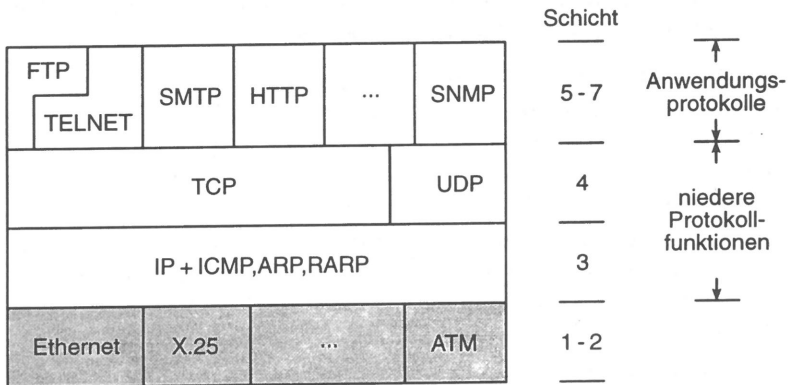 Schicht
FTP
TELNET
SMTP
HTTP
...
SNMP
5 - 7
Anwendungs-
protokolle
TCP
UDP
4
niedere
Protokoll-
funktionen
IP + ICMP,ARP,RARP
3
Ethernet
X.25
...
ATM
1 - 2